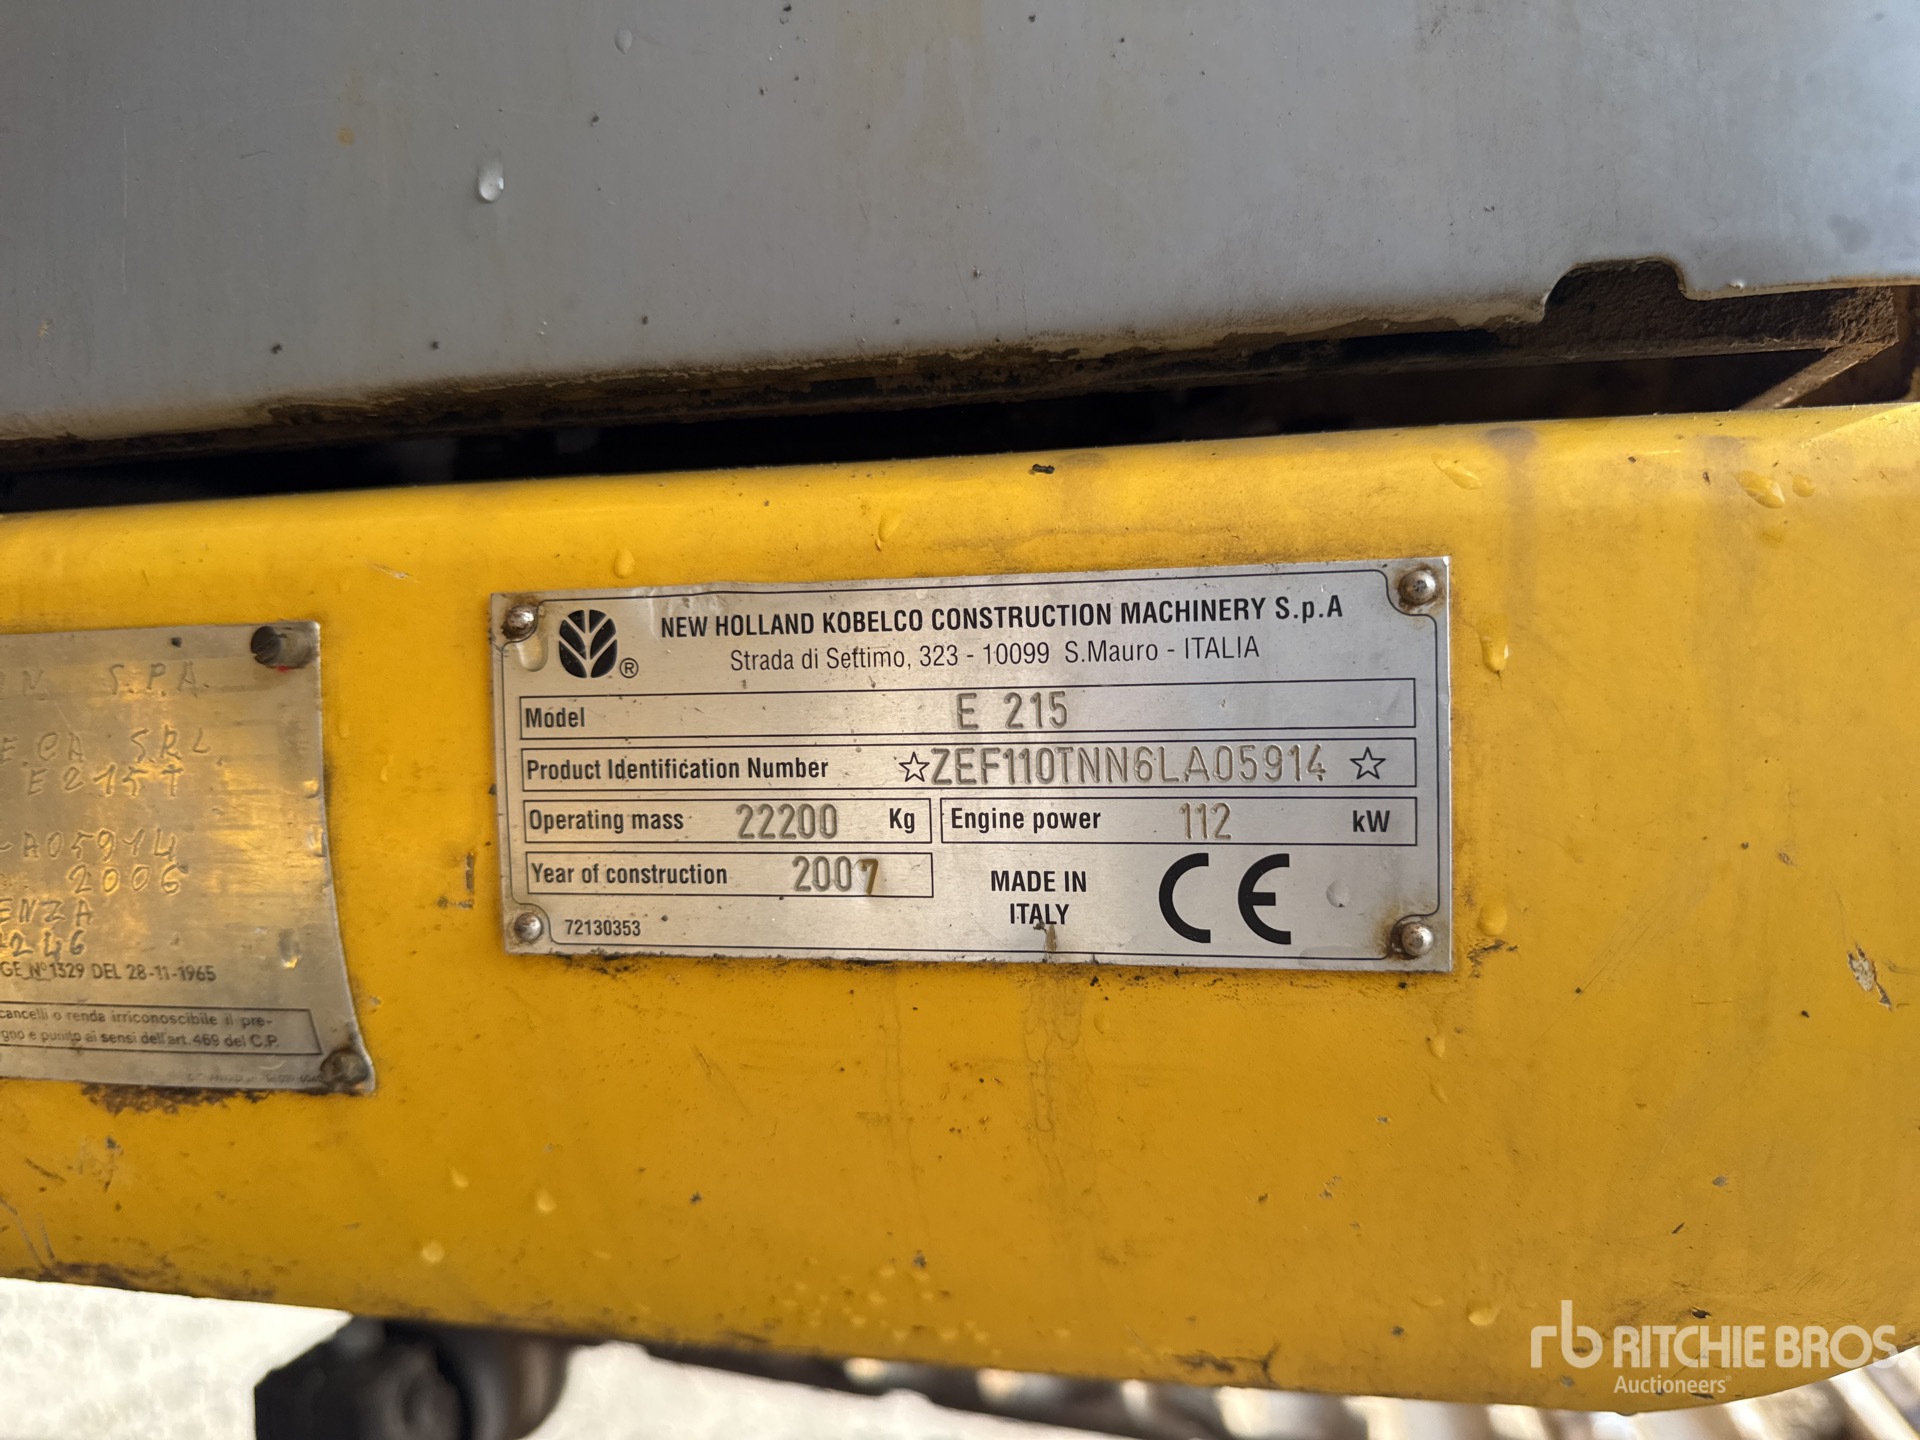 S.P.A.
S.R.L.
E215T
A05914
2006
ENZA
246
N° 1329 DEL 28-11-1965
cancelli o renda irriconoscibile il pre-
gno e punito ai sensi dell'art. 469 del C.P.
NEW HOLLAND KOBELCO CONSTRUCTION MACHINERY S.p.A
Strada di Settimo, 323 - 10099 S.Mauro - ITALIA
®
Model E 215
Product Identification Number ☆ZEF110TNN6LA05914☆
Operating mass 22200 Kg Engine power 112 kW
Year of construction 2007
MADE IN
ITALY
CE
72130353
rb RITCHIE BROS
Auctioneers